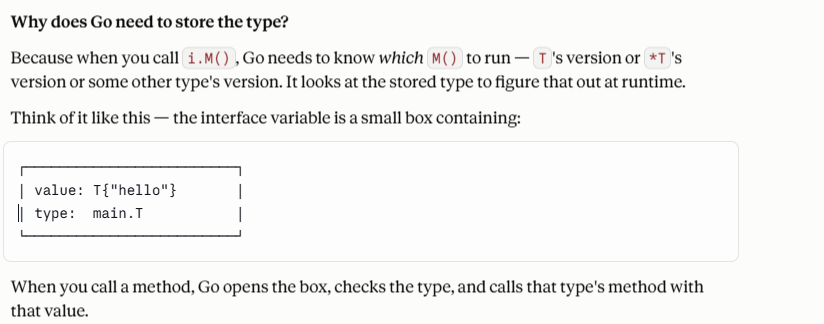 Why does Go need to store the type?
Because when you call i.M(), Go needs to know which M() to run — T's version or *T's
version or some other type's version. It looks at the stored type to figure that out at runtime.
Think of it like this — the interface variable is a small box containing:
value: T{"hello"}
type: main.T
When you call a method, Go opens the box, checks the type, and calls that type's method with
that value.